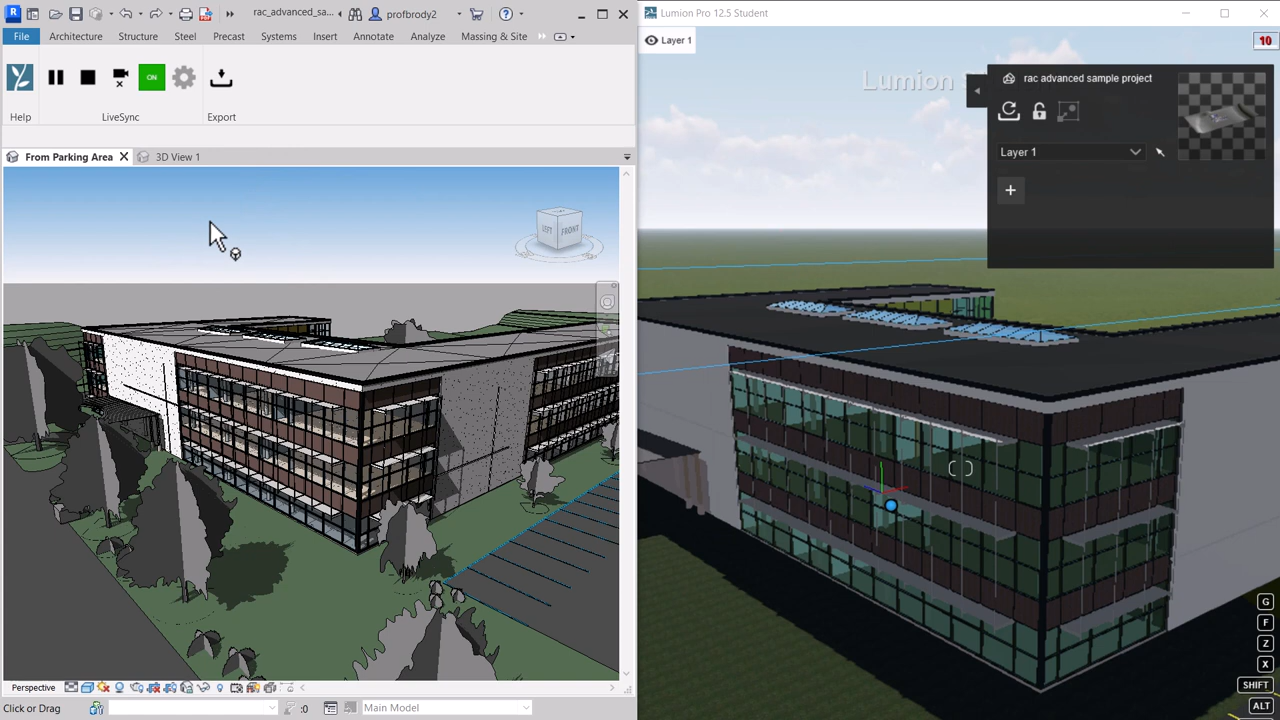 R
PDF
rac_advanced_sa...
profbrody2
?
File
Architecture
Structure
Steel
Precast
Systems
Insert
Annotate
Analyze
Massing & Site
ON
Help
LiveSync
Export
From Parking Area
3D View 1
LEFT
FRONT
Perspective
Click or Drag
:0
Main Model
Lumion Pro 12.5 Student
Layer 1
10
Lumion S
rac advanced sample project
Layer 1
+
G
F
Z
X
SHIFT
ALT